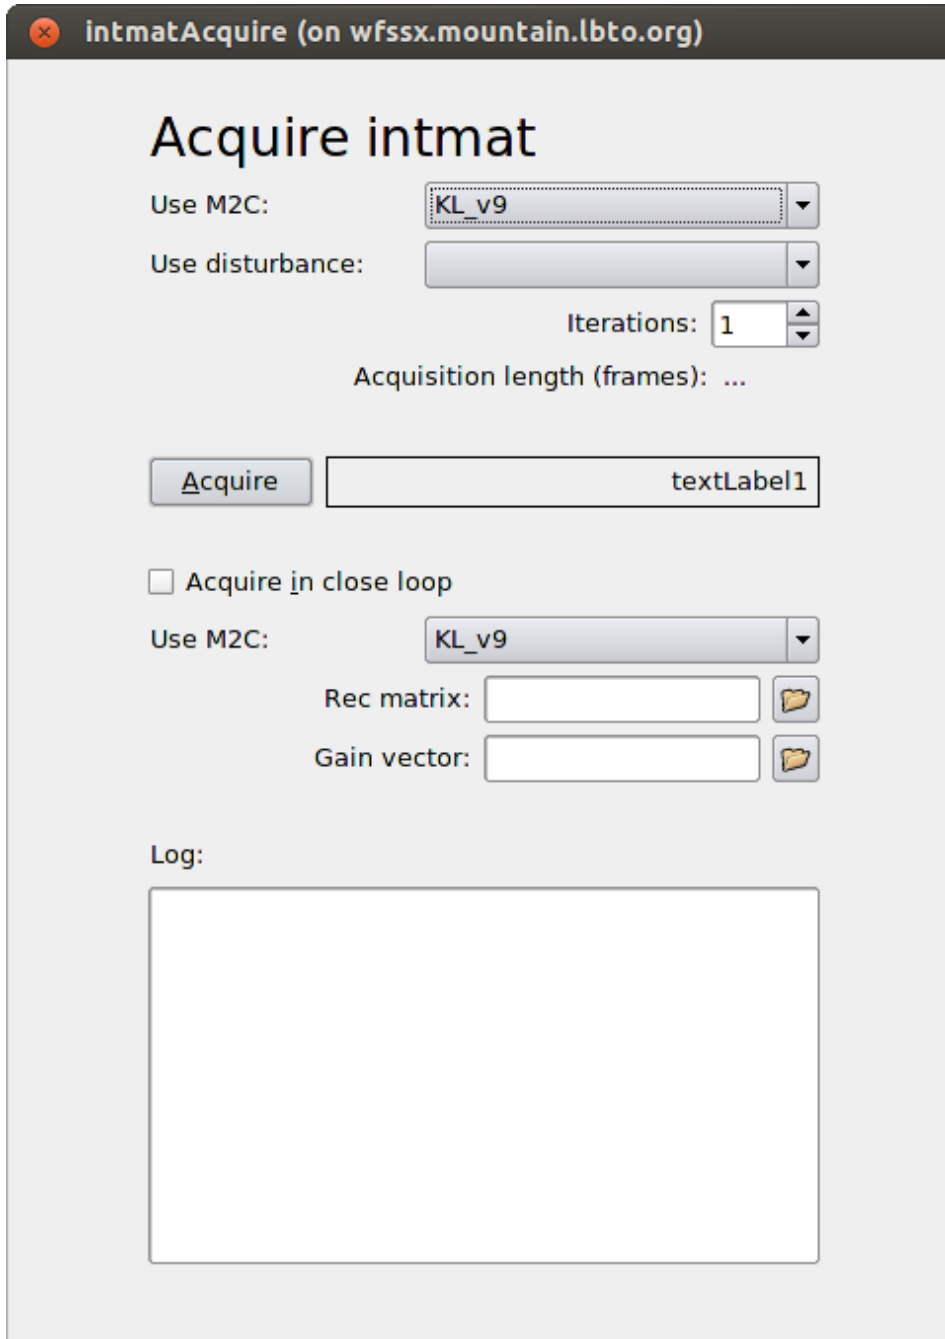 intmatAcquire (on wfssx.mountain.lbto.org)
Acquire intmat
Use M2C: KL_v9
Use disturbance:
Iterations: 1
Acquisition length (frames): ...
Acquire textLabel1
Acquire in close loop
Use M2C: KL_v9
Rec matrix:
Gain vector:
Log: